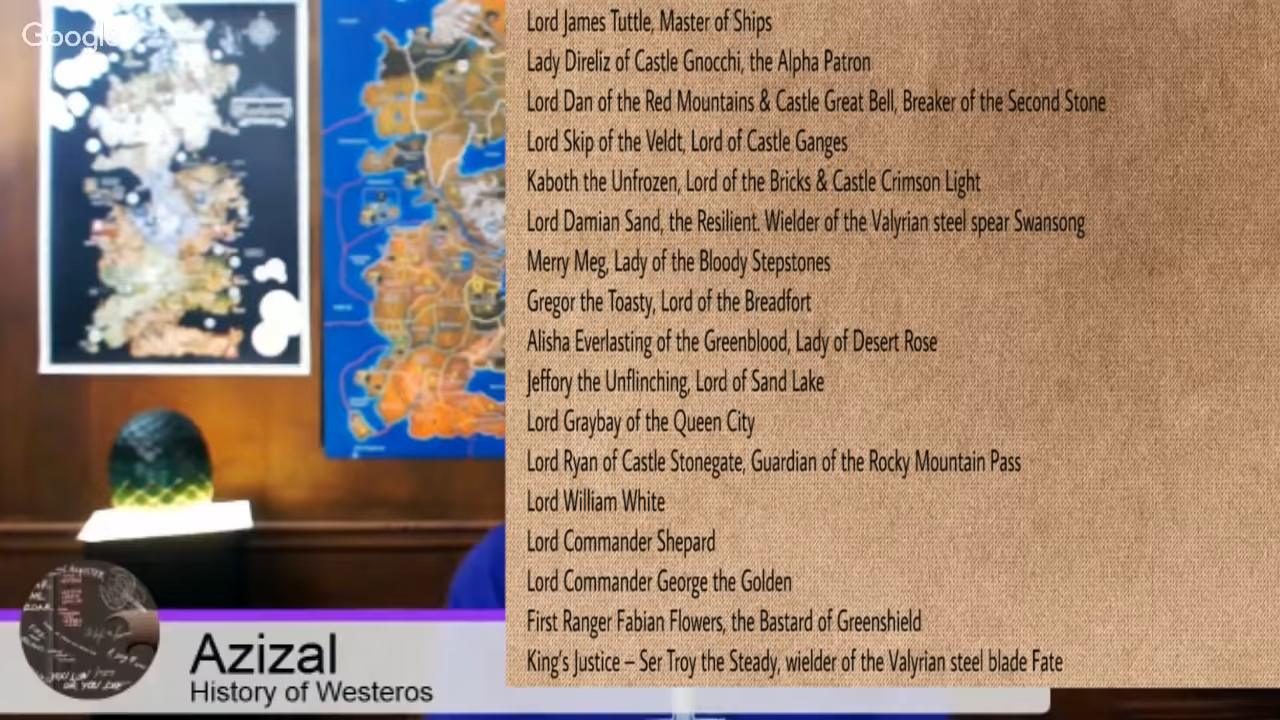 Google
Lord James Tuttle, Master of Ships
Lady Direliz of Castle Gnocchi, the Alpha Patron
Lord Dan of the Red Mountains & Castle Great Bell, Breaker of the Second Stone
Lord Skip of the Veldt, Lord of Castle Ganges
Kaboth the Unfrozen, Lord of the Bricks & Castle Crimson Light
Lord Damian Sand, the Resilient. Wielder of the Valyrian steel spear Swansong
Merry Meg, Lady of the Bloody Stepstones
Gregor the Toasty, Lord of the Breadfort
Alisha Everlasting of the Greenblood, Lady of Desert Rose
Jeffory the Unflinching, Lord of Sand Lake
Lord Graybay of the Queen City
Lord Ryan of Castle Stonegate, Guardian of the Rocky Mountain Pass
Lord William White
Lord Commander Shepard
Lord Commander George the Golden
First Ranger Fabian Flowers, the Bastard of Greenshield
King's Justice – Ser Troy the Steady, wielder of the Valyrian steel blade Fate
Azizal
History of Westeros